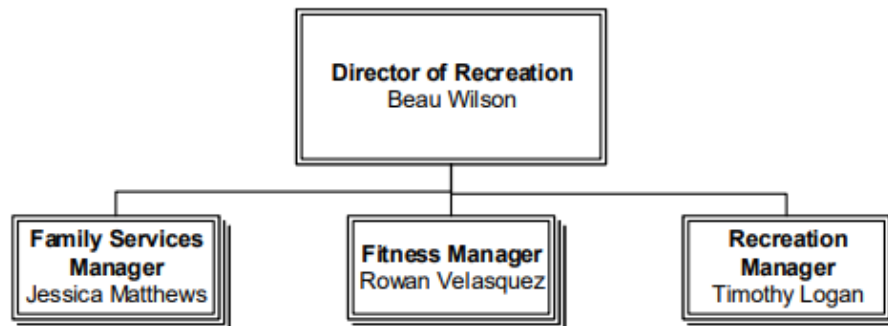 Director of Recreation
Beau Wilson
Family Services
Manager
Jessica Matthews
Fitness Manager
Rowan Velasquez
Recreation
Manager
Timothy Logan